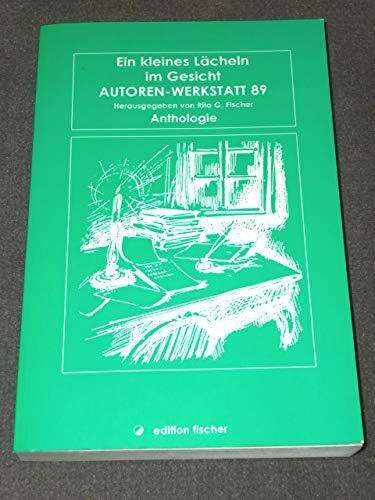 Ein kleines Lächeln
im Gesicht
AUTOREN-WERKSTATT 89
Herausgegeben von Rita G. Fischer
Anthologie
edition fischer